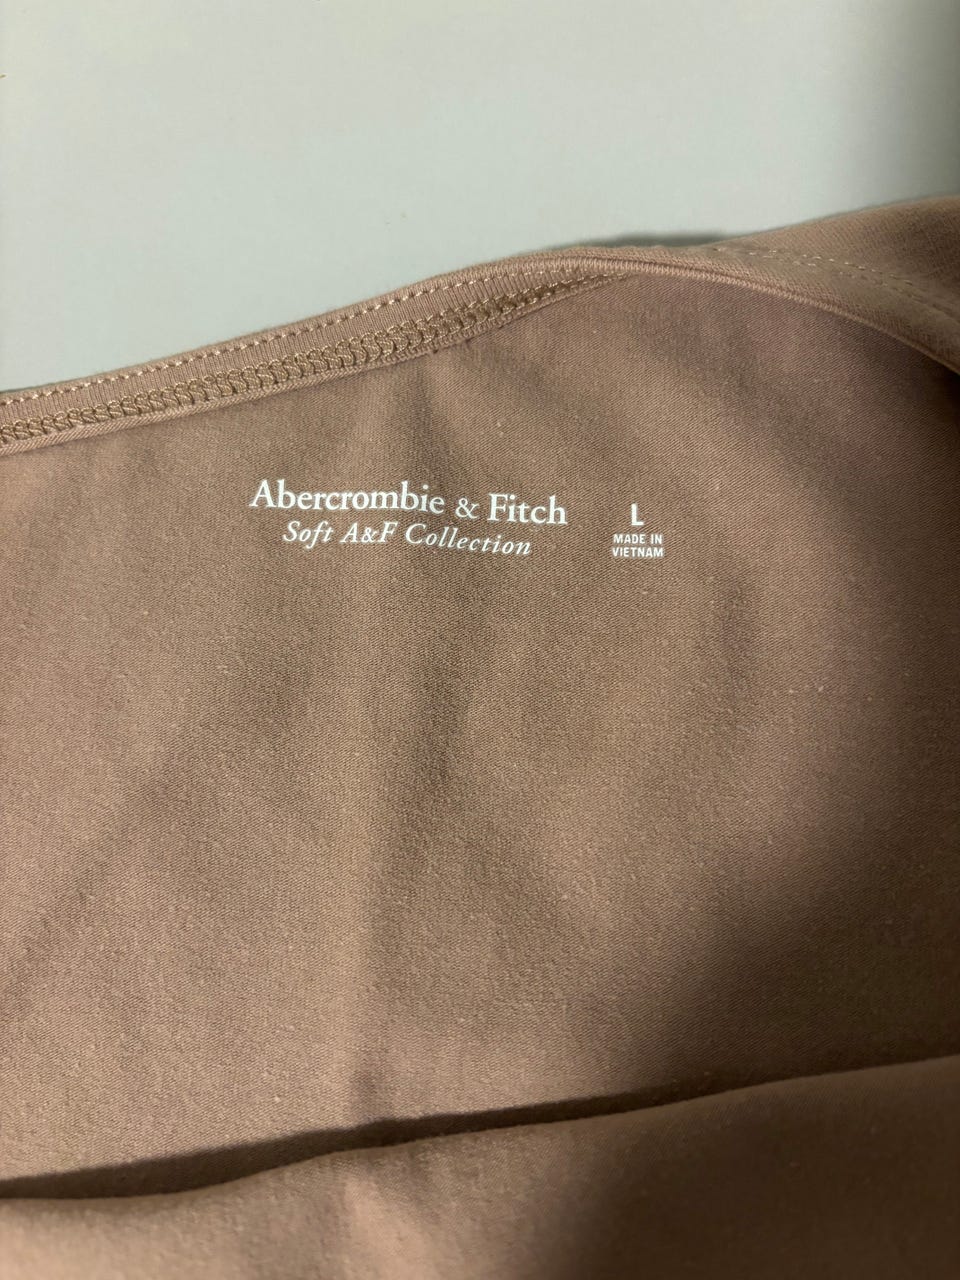 Abercrombie & Fitch
Soft A&F Collection
L
MADE IN
VIETNAM